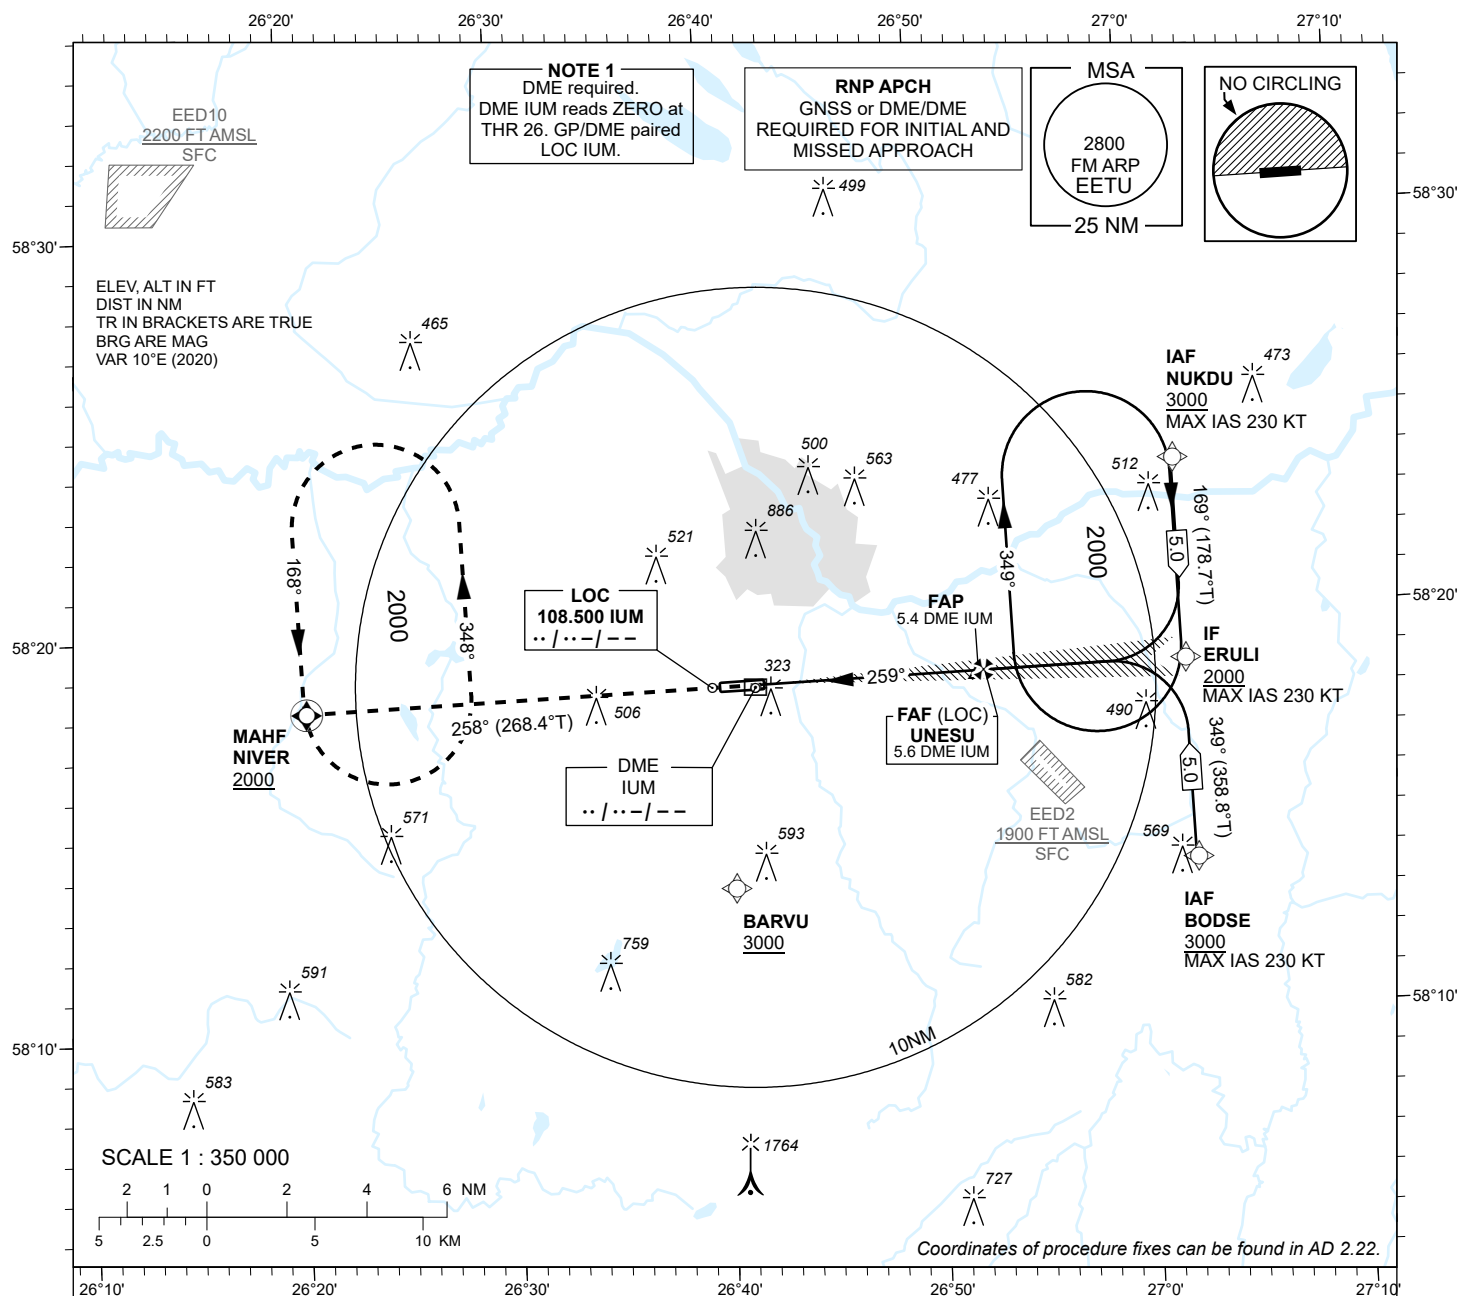 26°20'
26°30'
26°40'
26°50'
27°0'
27°10'
EED10
2200 FT AMSL
SFC
NOTE 1
DME required.
DME IUM reads ZERO at
THR 26. GP/DME paired
LOC IUM.
RNP APCH
GNSS or DME/DME
REQUIRED FOR INITIAL AND
MISSED APPROACH
MSA
2800
FM ARP
EETU
25 NM
NO CIRCLING
499
58°30'
58°30'
ELEV, ALT IN FT
DIST IN NM
TR IN BRACKETS ARE TRUE
BRG ARE MAG
VAR 10°E (2020)
465
IAF
NUKDU
3000
MAX IAS 230 KT
473
500
563
477
512
886
521
169° (178.7°T)
5.0
2000
349°
168°
2000
348°
LOC
108.500 IUM
·· / ··– / – –
FAP
5.4 DME IUM
58°20'
58°20'
IF
ERULI
2000
MAX IAS 230 KT
323
259°
506
258° (268.4°T)
MAHF
NIVER
2000
FAF (LOC)
UNESU
5.6 DME IUM
490
349° (358.8°T)
5.0
DME
IUM
·· / ··– / – –
EED2
1900 FT AMSL
SFC
571
593
569
BARVU
3000
IAF
BODSE
3000
MAX IAS 230 KT
759
591
582
58°10'
58°10'
10NM
583
SCALE 1 : 350 000
2 1 0 2 4 6 NM
5 2.5 0 5 10 KM
1764
727
Coordinates of procedure fixes can be found in AD 2.22.
26°10'
26°20'
26°30'
26°40'
26°50'
27°0'
27°10'